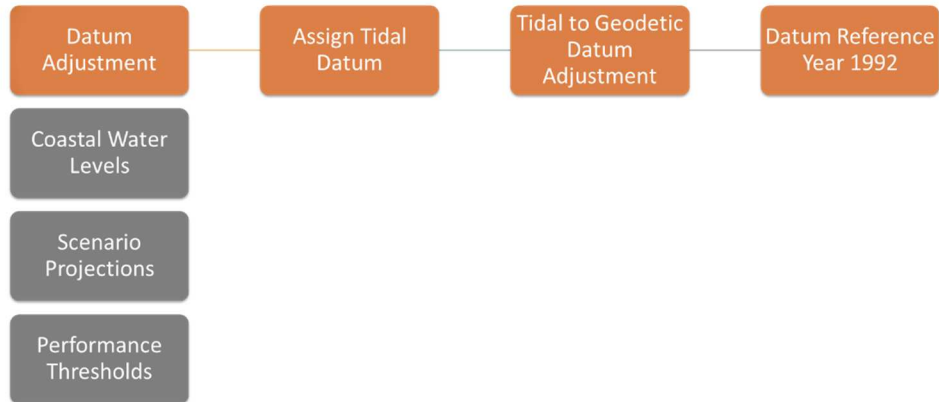 Datum
Adjustment
Assign Tidal
Datum
Tidal to Geodetic
Datum
Adjustment
Datum Reference
Year 1992
Coastal Water
Levels
Scenario
Projections
Performance
Thresholds